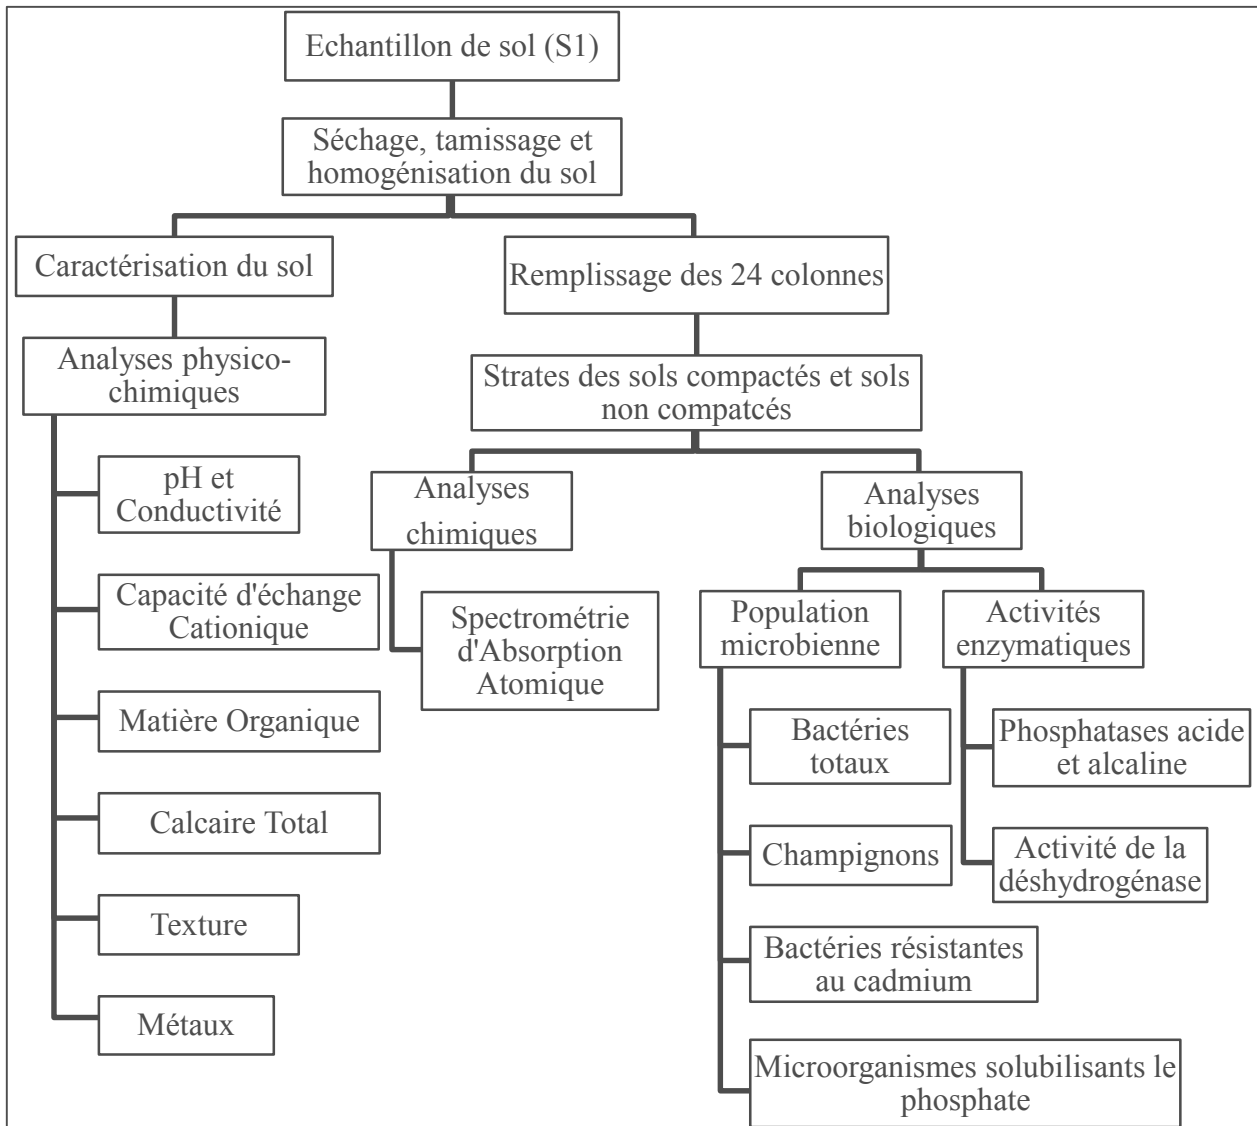 Echantillon de sol (S1)
Séchage, tamissage et
homogénisation du sol
Caractérisation du sol
Remplissage des 24 colonnes
Analyses physico-
chimiques
Strates des sols compactés et sols
non compatcés
pH et
Conductivité
Analyses
chimiques
Analyses
biologiques
Capacité d'échange
Cationique
Spectrométrie
d'Absorption
Atomique
Population
microbienne
Activités
enzymatiques
Matière Organique
Bactéries
totaux
Phosphatases acide
et alcaline
Calcaire Total
Champignons
Activité de la
déshydrogénase
Texture
Bactéries résistantes
au cadmium
Métaux
Microorganismes solubilisants le
phosphate